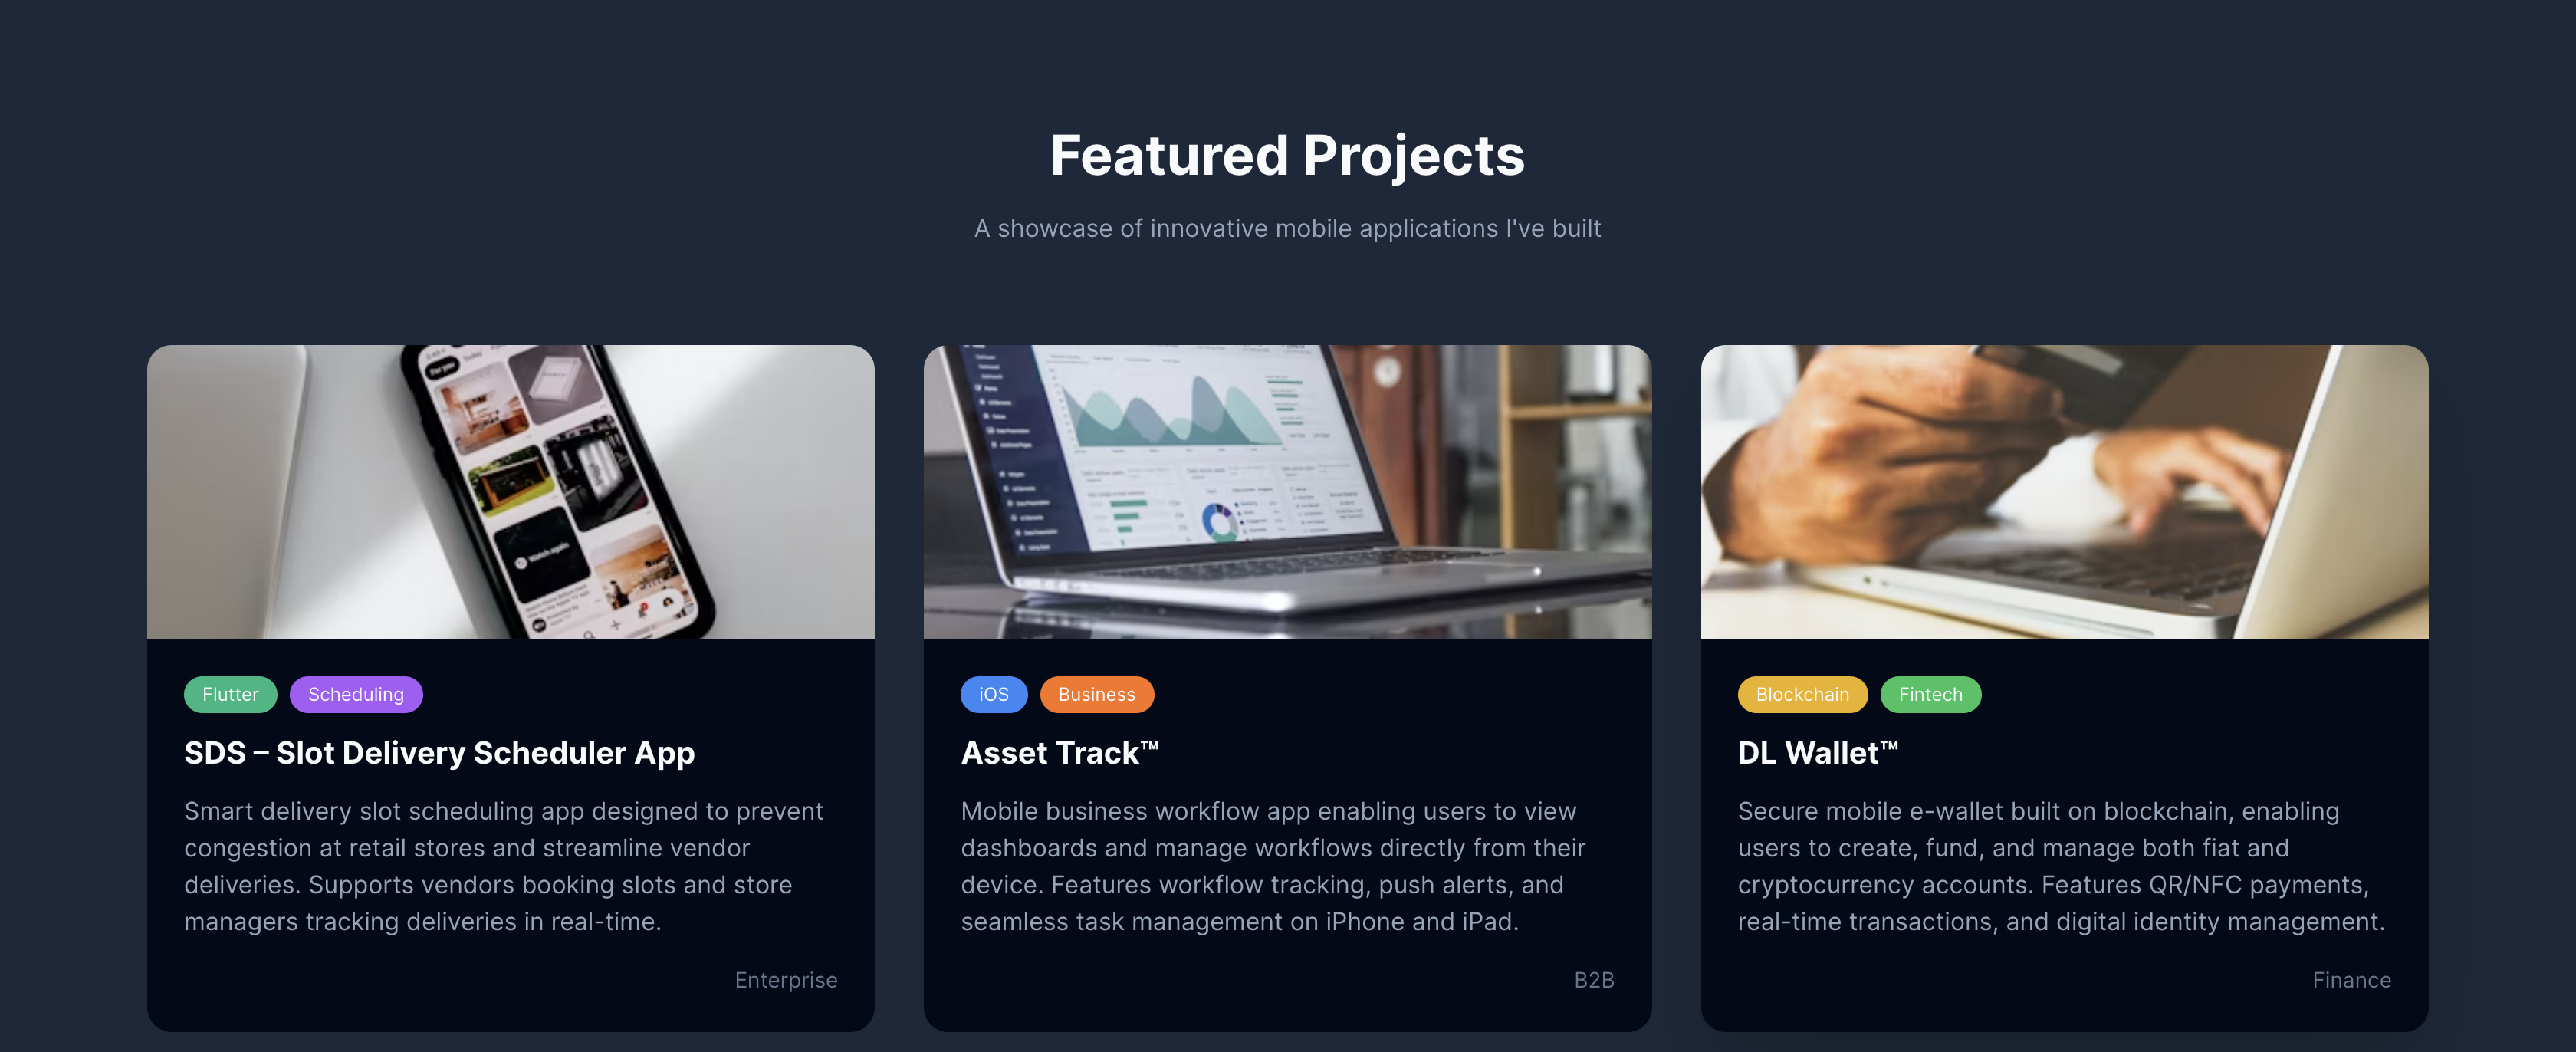 Featured Projects
A showcase of innovative mobile applications I've built
For you
Today
Watch again
Flutter
Scheduling
SDS – Slot Delivery Scheduler App
Smart delivery slot scheduling app designed to prevent
congestion at retail stores and streamline vendor
deliveries. Supports vendors booking slots and store
managers tracking deliveries in real-time.
Enterprise
iOS
Business
Asset Track™
Mobile business workflow app enabling users to view
dashboards and manage workflows directly from their
device. Features workflow tracking, push alerts, and
seamless task management on iPhone and iPad.
B2B
Blockchain
Fintech
DL Wallet™
Secure mobile e-wallet built on blockchain, enabling
users to create, fund, and manage both fiat and
cryptocurrency accounts. Features QR/NFC payments,
real-time transactions, and digital identity management.
Finance